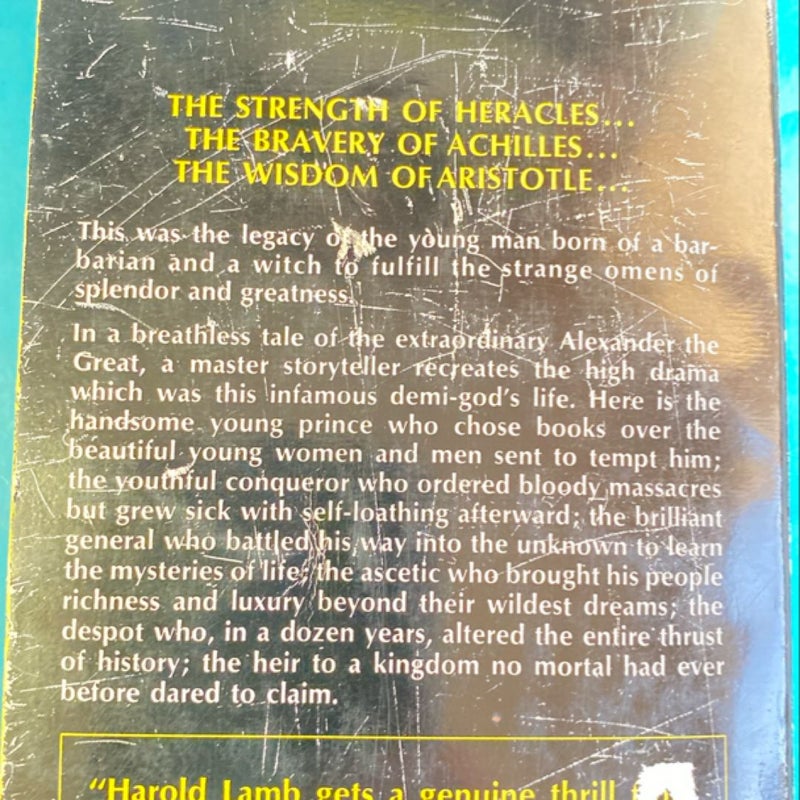 THE STRENGTH OF HERACLES...
THE BRAVERY OF ACHILLES...
THE WISDOM OF ARISTOTLE...
This was the legacy of the young man born of a bar-
barian and a witch to fulfill the strange omens of
splendor and greatness.
In a breathless tale of the extraordinary Alexander the
Great, a master storyteller recreates the high drama
which was this infamous demi-god's life. Here is the
handsome young prince who chose books over the
beautiful young women and men sent to tempt him;
the youthful conqueror who ordered bloody massacres
but grew sick with self-loathing afterward; the brilliant
general who battled his way into the unknown to learn
the mysteries of life; the ascetic who brought his people
richness and luxury beyond their wildest dreams; the
despot who, in a dozen years, altered the entire thrust
of history; the heir to a kingdom no mortal had ever
before dared to claim.
"Harold Lamb gets a genuine thrill